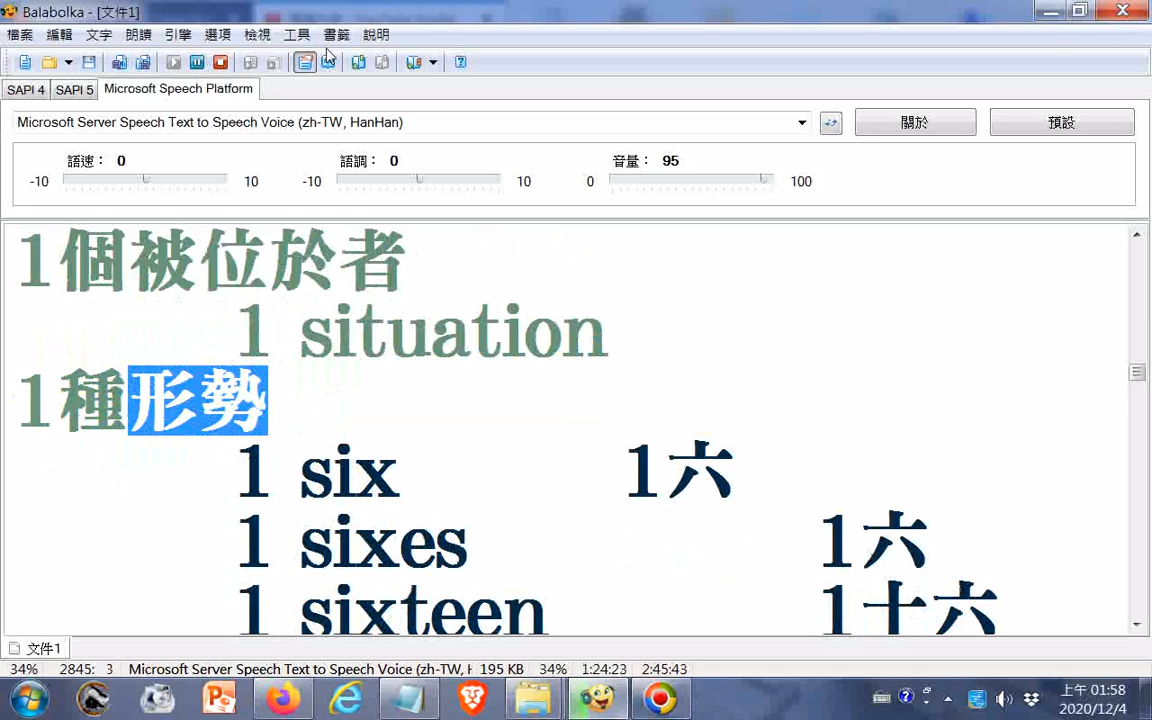 Balabolka - [文件1]
檔案 編輯 文字 朗讀 引擎 選項 檢視 工具 書籤 說明
SAPI 4 SAPI 5 Microsoft Speech Platform
Microsoft Server Speech Text to Speech Voice (zh-TW, HanHan) 關於 預設
語速： 0 語調： 0 音量： 95
-10 10 -10 10 0 100
1個被位於者
1 situation
1種形勢
1 six 1六
1 sixes 1六
1 sixteen 1十六
文件1
34% 2845: 3 Microsoft Server Speech Text to Speech Voice (zh-TW, H 195 KB 34% 1:24:23 2:45:43
上午 01:58
2020/12/4